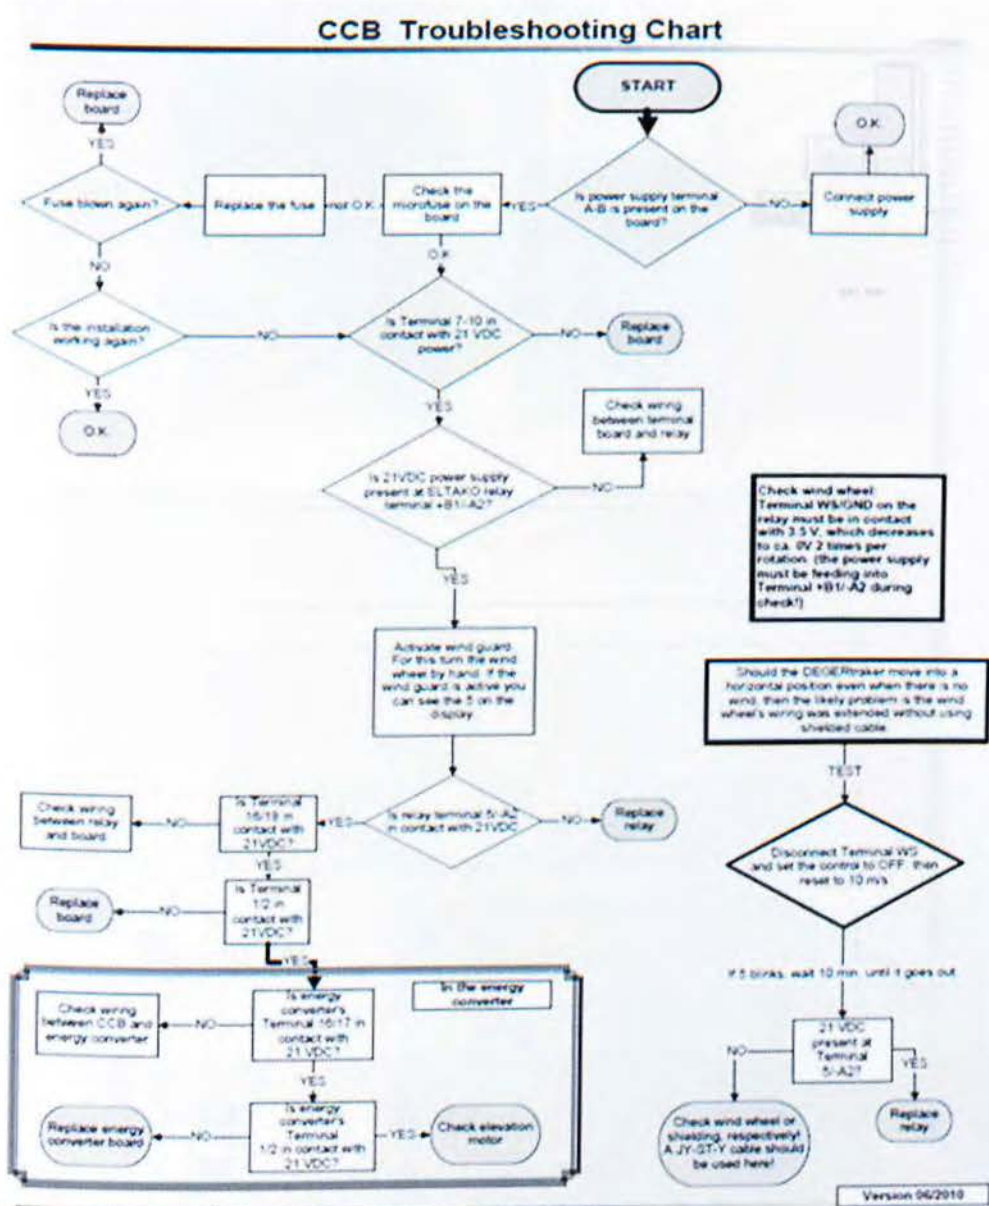 CCB Troubleshooting Chart
START
Replace
board
O.K.
YES
Fuse blown again?
Replace the fuse
not O.K.
Check the
microfuse on the
board
YES
Is power supply terminal
A-B is present on the
board?
NO
Connect power
supply
NO
O.K.
Is the installation
working again?
NO
Is Terminal 7-10 in
contact with 21 VDC
power?
NO
Replace
board
YES
O.K.
YES
Check wiring
between terminal
board and relay
Is 21VDC power supply
present at ELTAKO relay
terminal +B1/-A2?
NO
Check wind wheel:
Terminal WS/GND on the
relay must be in contact
with 3.5 V, which decreases
to ca. 0V 2 times per
rotation. (the power supply
must be feeding into
Terminal +B1/-A2 during
check!)
YES
Activate wind guard.
For this turn the wind
wheel by hand. If the
wind guard is active you
can see the 5 on the
display.
Should the DEGERtraker move into a
horizontal position even when there is no
wind, then the likely problem is the wind
wheel's wiring was extended without using
shielded cable.
TEST
Check wiring
between relay
and board
NO
Is Terminal
in
contact with
21VDC?
YES
Is relay terminal 5/-A2
in contact with 21VDC
NO
Replace
relay
Disconnect Terminal WS
and set the control to OFF, then
reset to 10 m/s
YES
Replace
board
NO
Is Terminal
1/2 in
contact with
21VDC?
YES
If 5 blinks, wait 10 min. until it goes out
In the energy
converter
Check wiring
between CCB and
energy converter
NO
Is energy
converter's
Terminal 16/17 in
contact with
21 VDC?
21 VDC
present at
Terminal
5/-A2?
NO
YES
YES
Replace energy
converter board
NO
Is energy
converter's
Terminal
1/2 in contact with
21 VDC?
YES
Check elevation
motor
Check wind wheel or
shielding, respectively!
A JY-ST-Y cable should
be used here!
Replace
relay
Version 06/2010